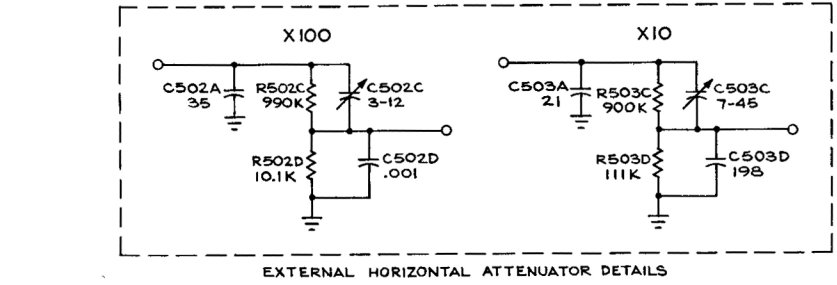 X100
X10
C502A
35
R502C
990K
C502C
3-12
R502D
10.1K
C502D
.001
C503A
21
R503C
900K
C503C
7-45
R503D
111K
C503D
198
EXTERNAL HORIZONTAL ATTENUATOR DETAILS